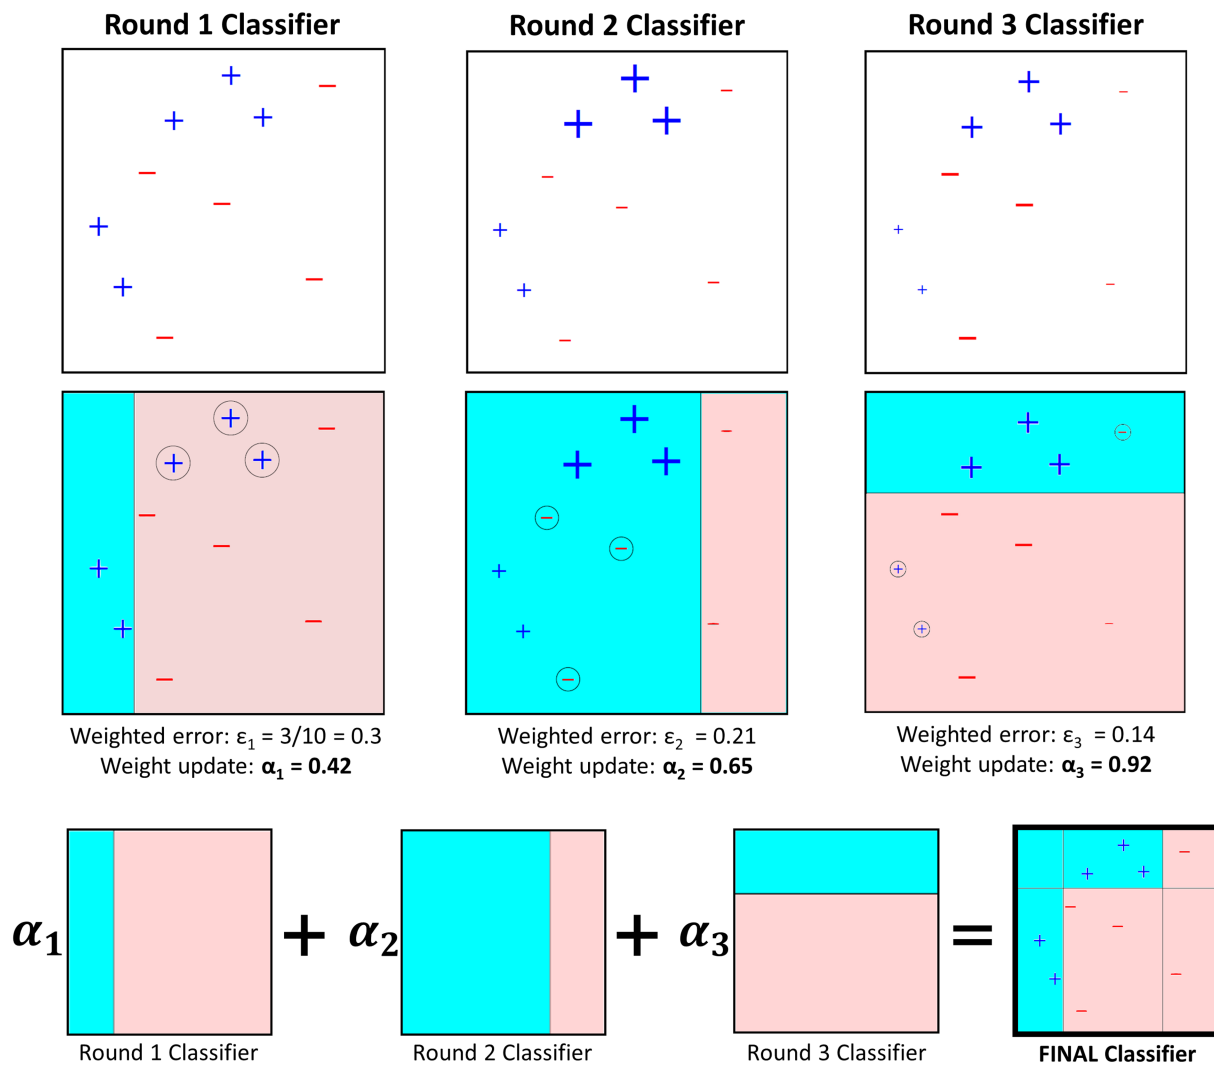 Round 1 Classifier
Round 2 Classifier
Round 3 Classifier
Weighted error: ε₁ = 3/10 = 0.3
Weight update: α₁ = 0.42
Weighted error: ε₂ = 0.21
Weight update: α₂ = 0.65
Weighted error: ε₃ = 0.14
Weight update: α₃ = 0.92
α₁ + α₂ + α₃ =
Round 1 Classifier
Round 2 Classifier
Round 3 Classifier
FINAL Classifier